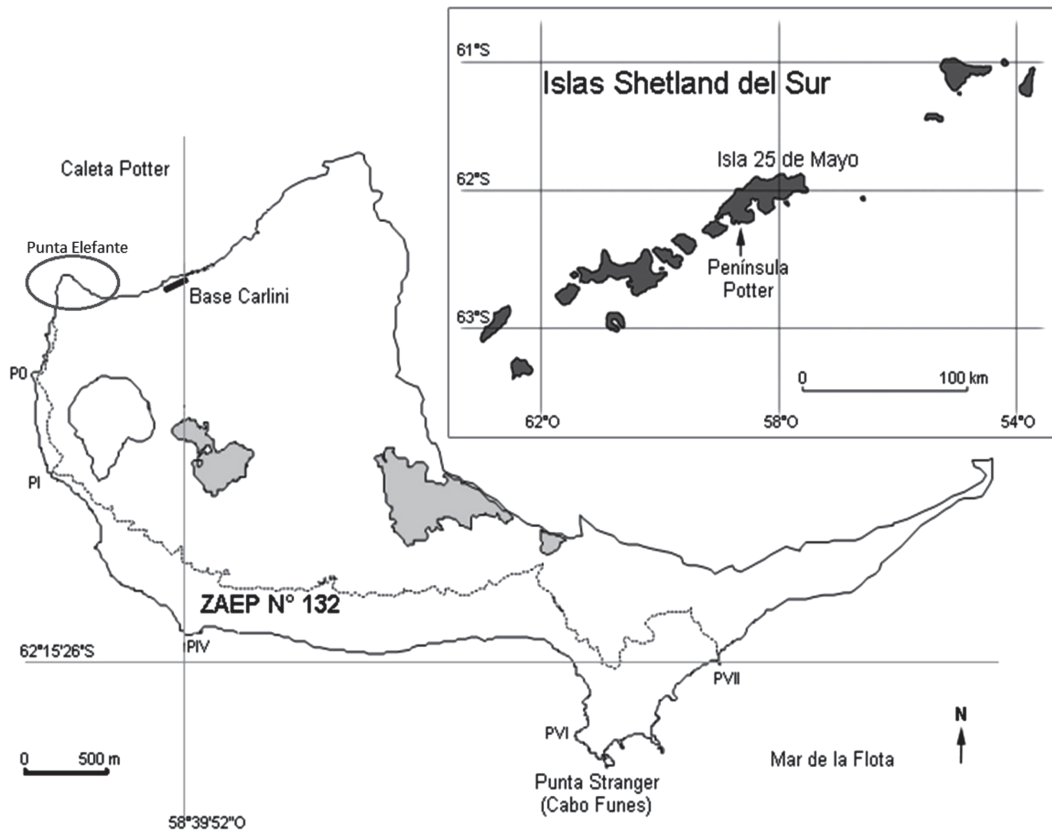 61°S
Islas Shetland del Sur
Isla 25 de Mayo
62°S
Península
Potter
63°S
0 100 km
62°O 58°O 54°O
Caleta Potter
Punta Elefante
Base Carlini
P0
PI
ZAEP N° 132
PIV
62°15'26"S
PVII
PVI
N
0 500 m
Mar de la Flota
Punta Stranger
(Cabo Funes)
58°39'52"O